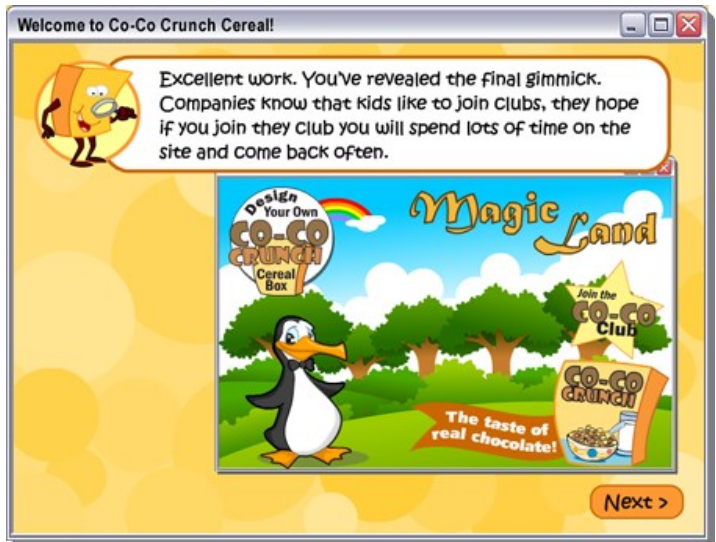 Welcome to Co-Co Crunch Cereal!
Excellent work. You've revealed the final gimmick.
Companies know that kids like to join clubs, they hope
if you join they club you will spend lots of time on the
site and come back often.
Design
Your Own
CO-CO
CRUNCH
Cereal
Box
Magic
Land
Join the
CO-CO
Club
CO-CO
CRUNCH
The taste of
real chocolate!
Next >